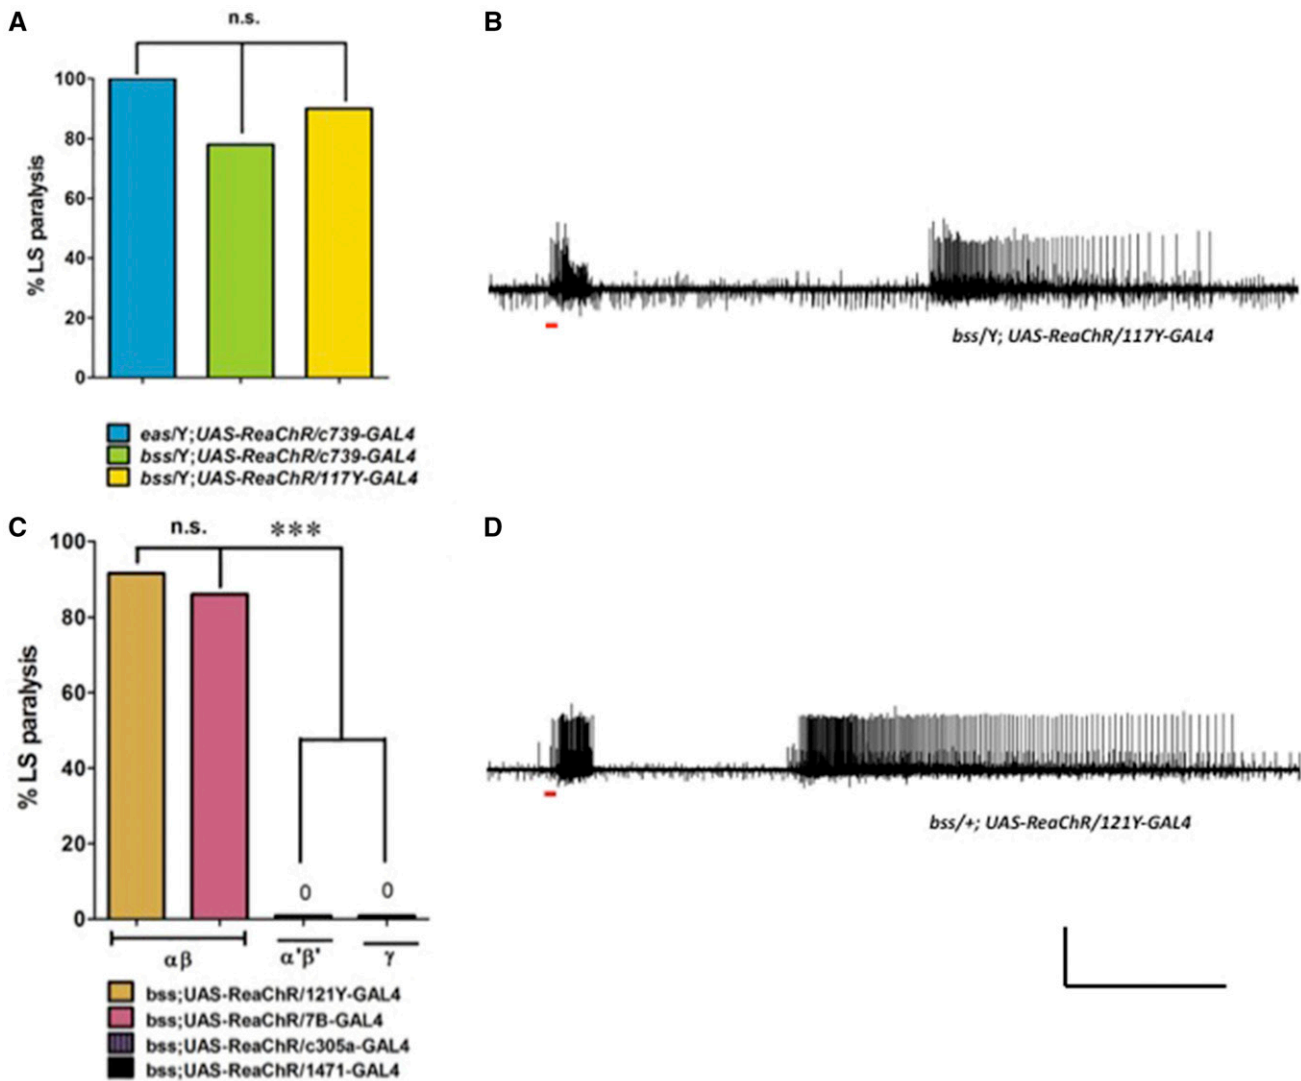 A
n.s.
100
80
60
40
20
0
% LS paralysis
eas/Y;UAS-ReaChR/c739-GAL4
bss/Y;UAS-ReaChR/c739-GAL4
bss/Y;UAS-ReaChR/117Y-GAL4
B
bss/Y; UAS-ReaChR/117Y-GAL4
C
n.s.
***
100
80
60
40
20
0
% LS paralysis
0
0
αβ
α'β'
γ
bss;UAS-ReaChR/121Y-GAL4
bss;UAS-ReaChR/7B-GAL4
bss;UAS-ReaChR/c305a-GAL4
bss;UAS-ReaChR/1471-GAL4
D
bss/+; UAS-ReaChR/121Y-GAL4